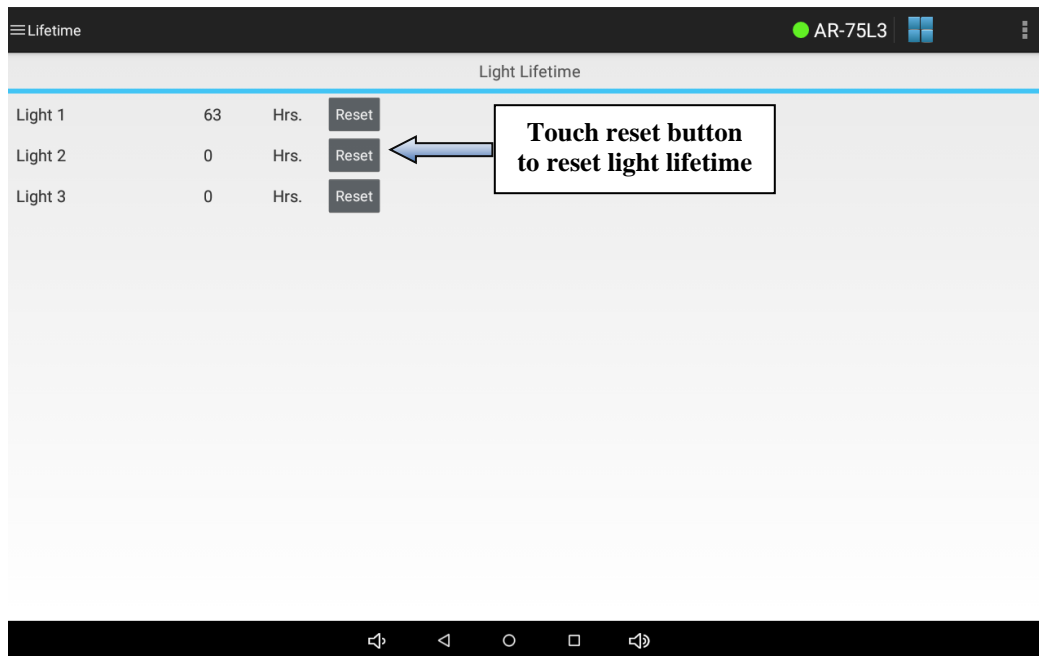 Lifetime
AR-75L3
Light Lifetime
Light 1 63 Hrs. Reset
Light 2 0 Hrs. Reset
Light 3 0 Hrs. Reset
Touch reset button
to reset light lifetime